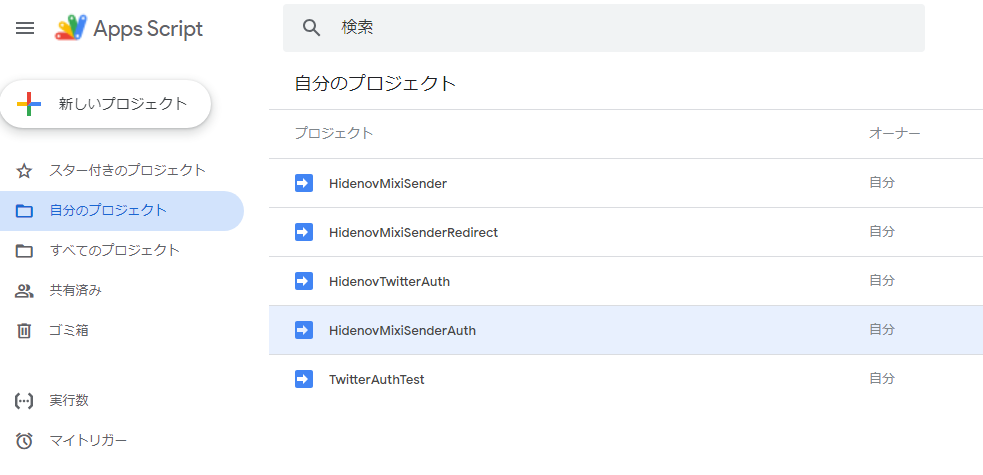 Apps Script
検索
新しいプロジェクト
スター付きのプロジェクト
自分のプロジェクト
すべてのプロジェクト
共有済み
ゴミ箱
実行数
マイトリガー
自分のプロジェクト
プロジェクト オーナー
HidenovMixiSender 自分
HidenovMixiSenderRedirect 自分
HidenovTwitterAuth 自分
HidenovMixiSenderAuth 自分
TwitterAuthTest 自分